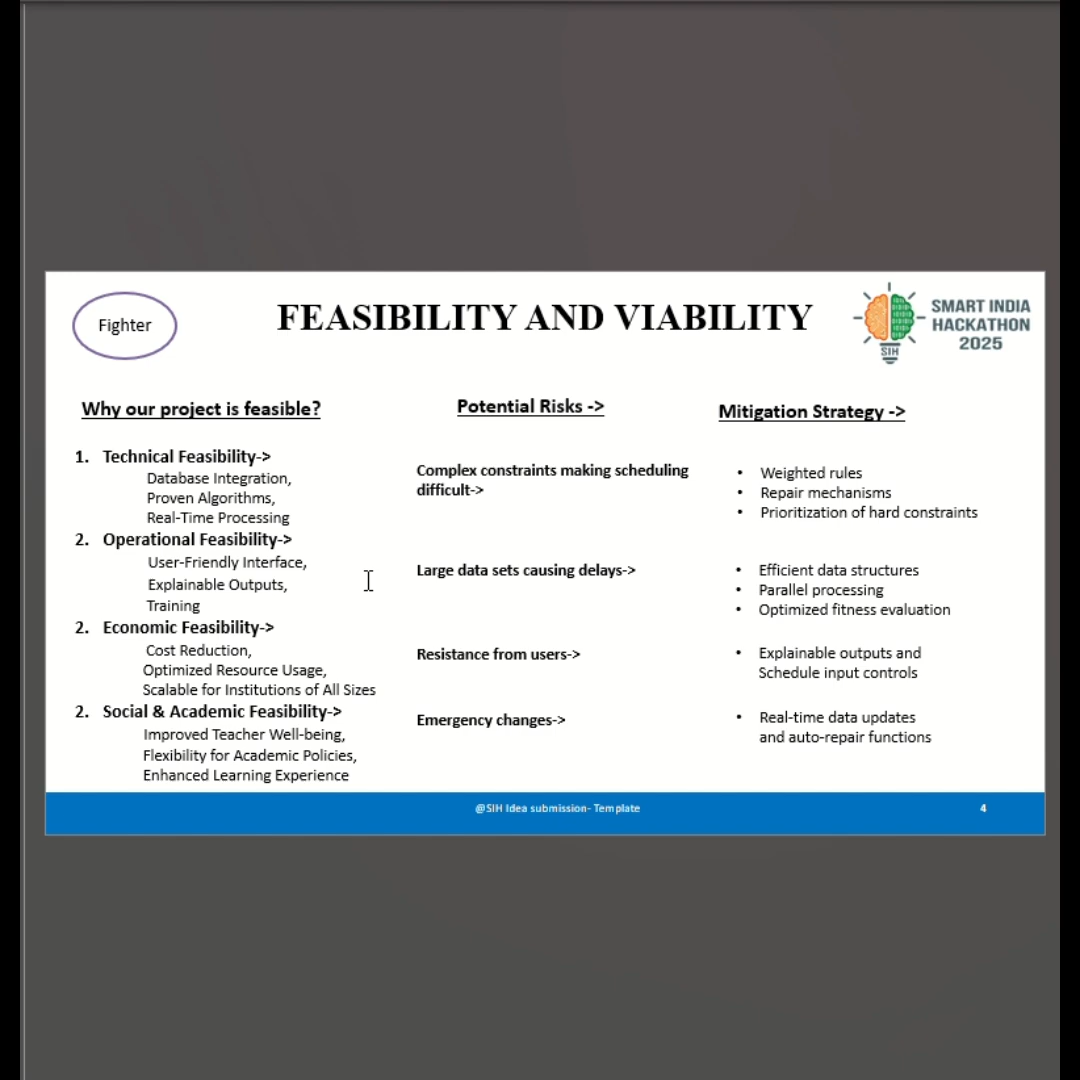 Fighter
FEASIBILITY AND VIABILITY
SIH
SMART INDIA
HACKATHON
2025
Why our project is feasible?
1. Technical Feasibility->
Database Integration,
Proven Algorithms,
Real-Time Processing
2. Operational Feasibility->
User-Friendly Interface,
Explainable Outputs,
Training
2. Economic Feasibility->
Cost Reduction,
Optimized Resource Usage,
Scalable for Institutions of All Sizes
2. Social & Academic Feasibility->
Improved Teacher Well-being,
Flexibility for Academic Policies,
Enhanced Learning Experience
Potential Risks ->
Complex constraints making scheduling
difficult->
Large data sets causing delays->
Resistance from users->
Emergency changes->
Mitigation Strategy ->
• Weighted rules
• Repair mechanisms
• Prioritization of hard constraints
• Efficient data structures
• Parallel processing
• Optimized fitness evaluation
• Explainable outputs and
Schedule input controls
• Real-time data updates
and auto-repair functions
@SIH Idea submission- Template
4